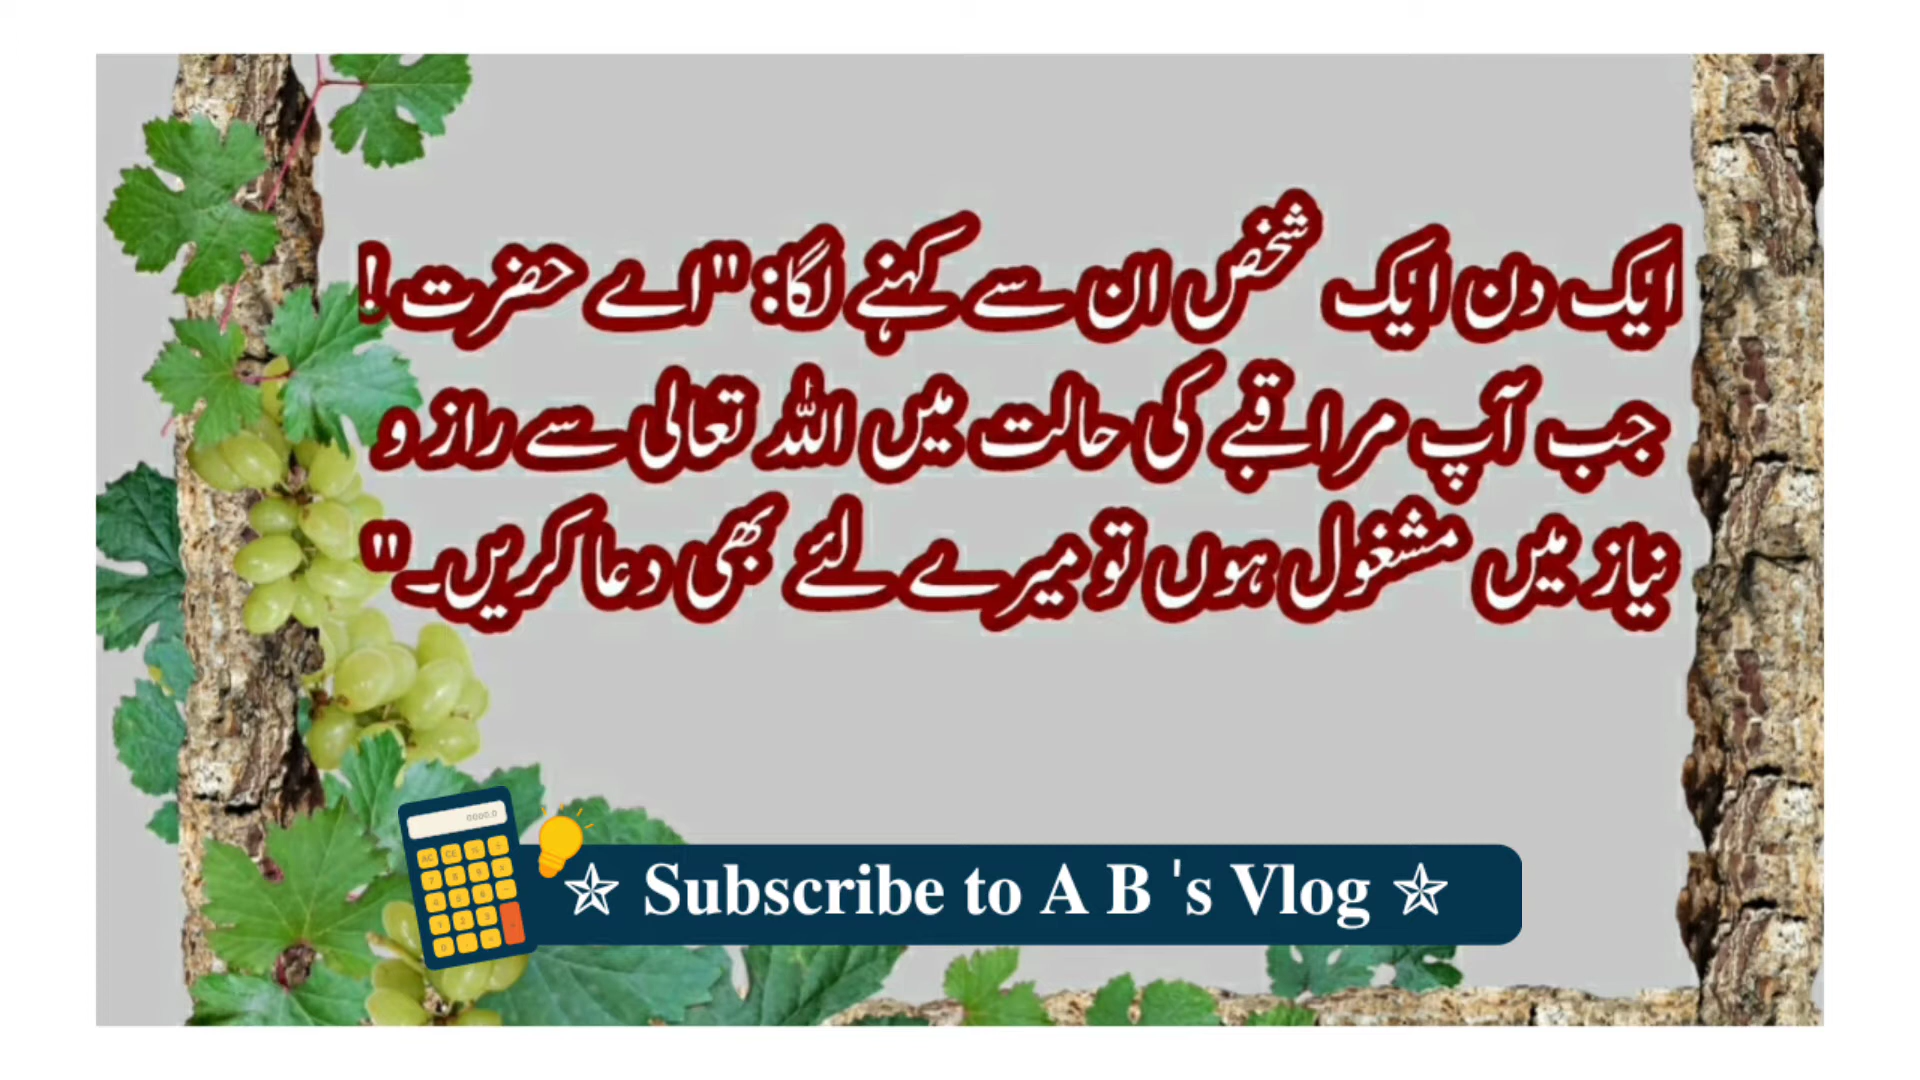 ایک دن ایک شخص ان سے کہنے لگا: "اے حضرت!
جب آپ مراقبے کی حالت میں اللہ تعالی سے راز و
نیاز میں مشغول ہوں تو میرے لئے بھی دعا کریں۔"
☆ Subscribe to A B 's Vlog ☆